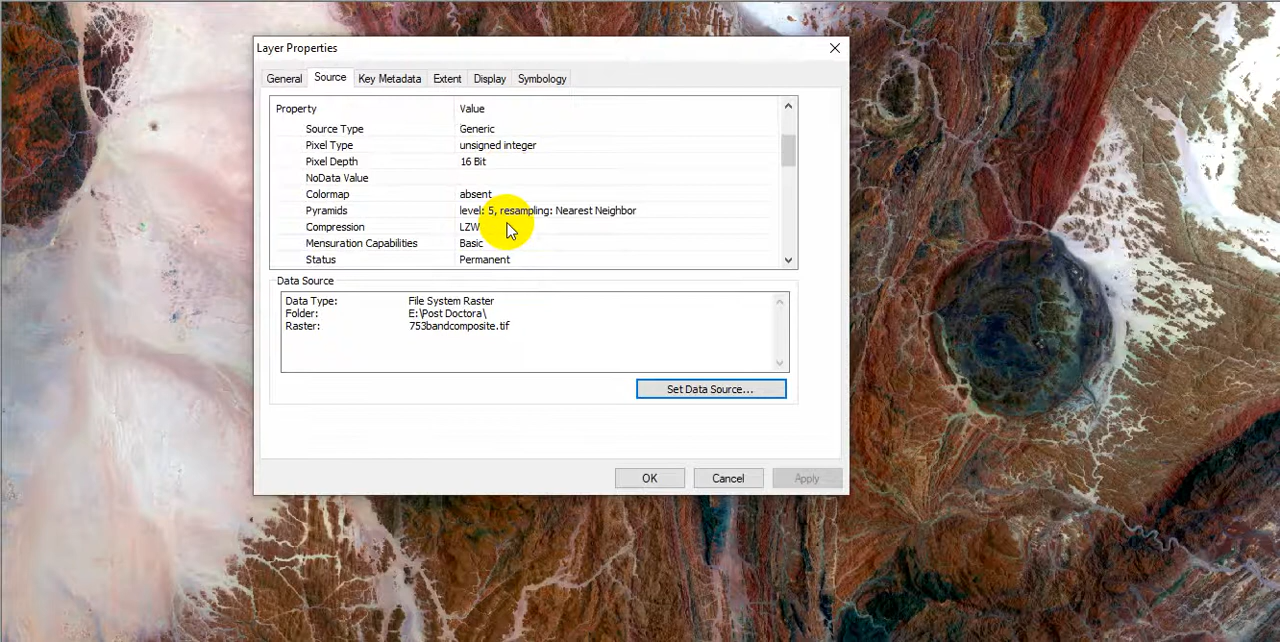 Layer Properties
General Source Key Metadata Extent Display Symbology
Property Value
Source Type Generic
Pixel Type unsigned integer
Pixel Depth 16 Bit
NoData Value
Colormap absent
Pyramids level: 5, resampling: Nearest Neighbor
Compression LZW
Mensuration Capabilities Basic
Status Permanent
Data Source
Data Type: File System Raster
Folder: E:\Post Doctora\
Raster: 753bandcomposite.tif
Set Data Source...
OK Cancel Apply